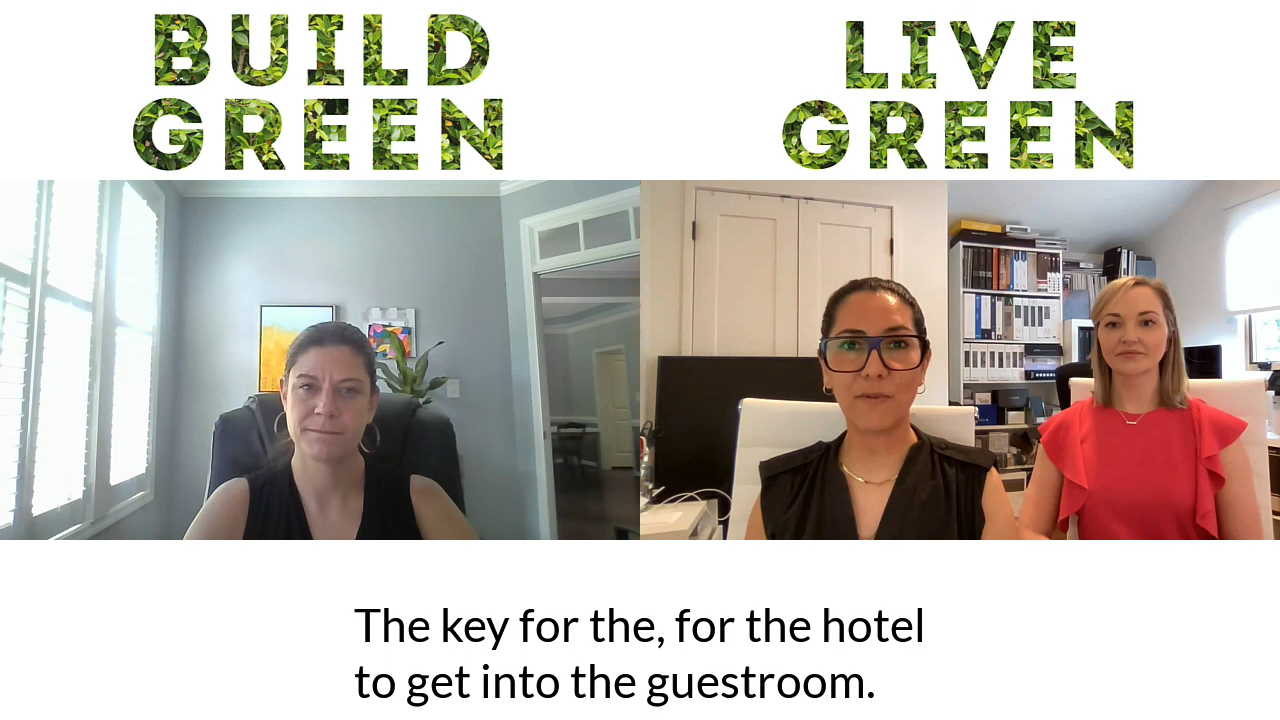 BUILD
GREEN
LIVE
GREEN
The key for the, for the hotel
to get into the guestroom.